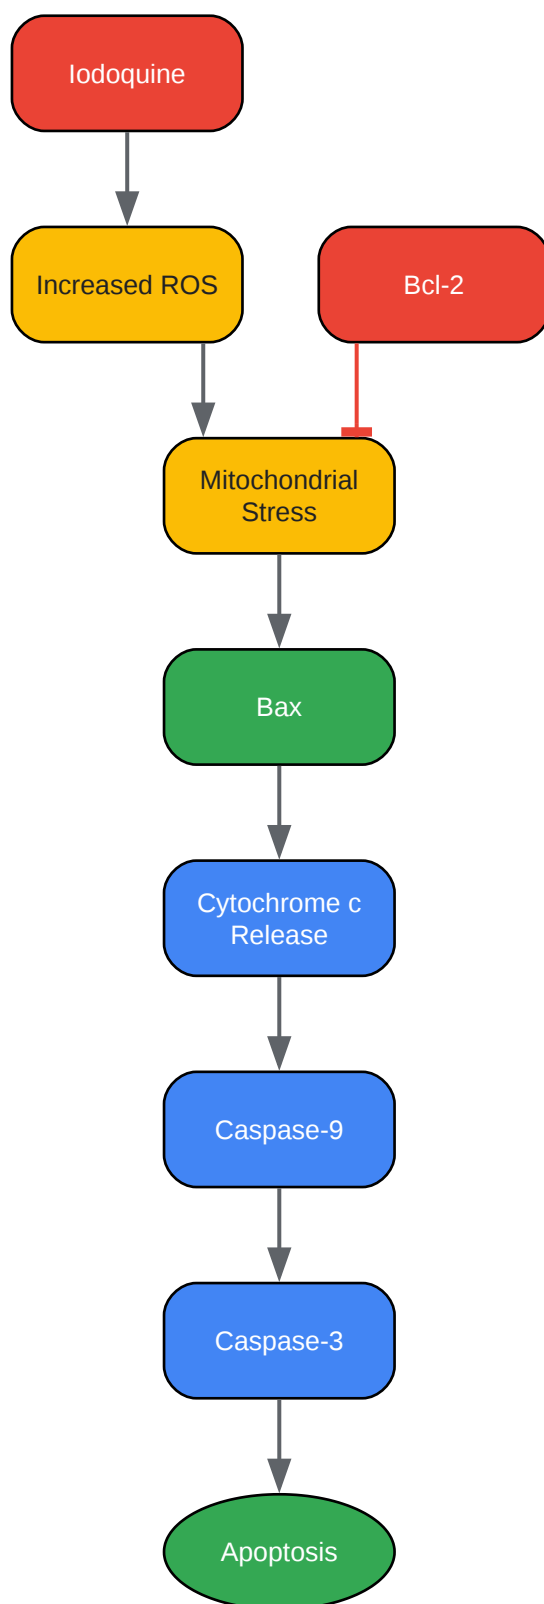 Iodoquine
Increased ROS
Bcl-2
Mitochondrial
Stress
Bax
Cytochrome c
Release
Caspase-9
Caspase-3
Apoptosis